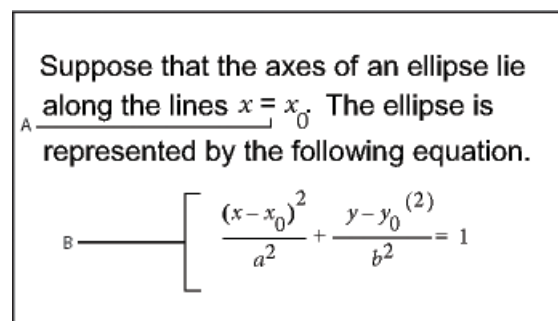 Suppose that the axes of an ellipse lie
along the lines x = x₀. The ellipse is
A
represented by the following equation.
B
(x – x₀)²/a² + y – y₀⁽²⁾/b² = 1